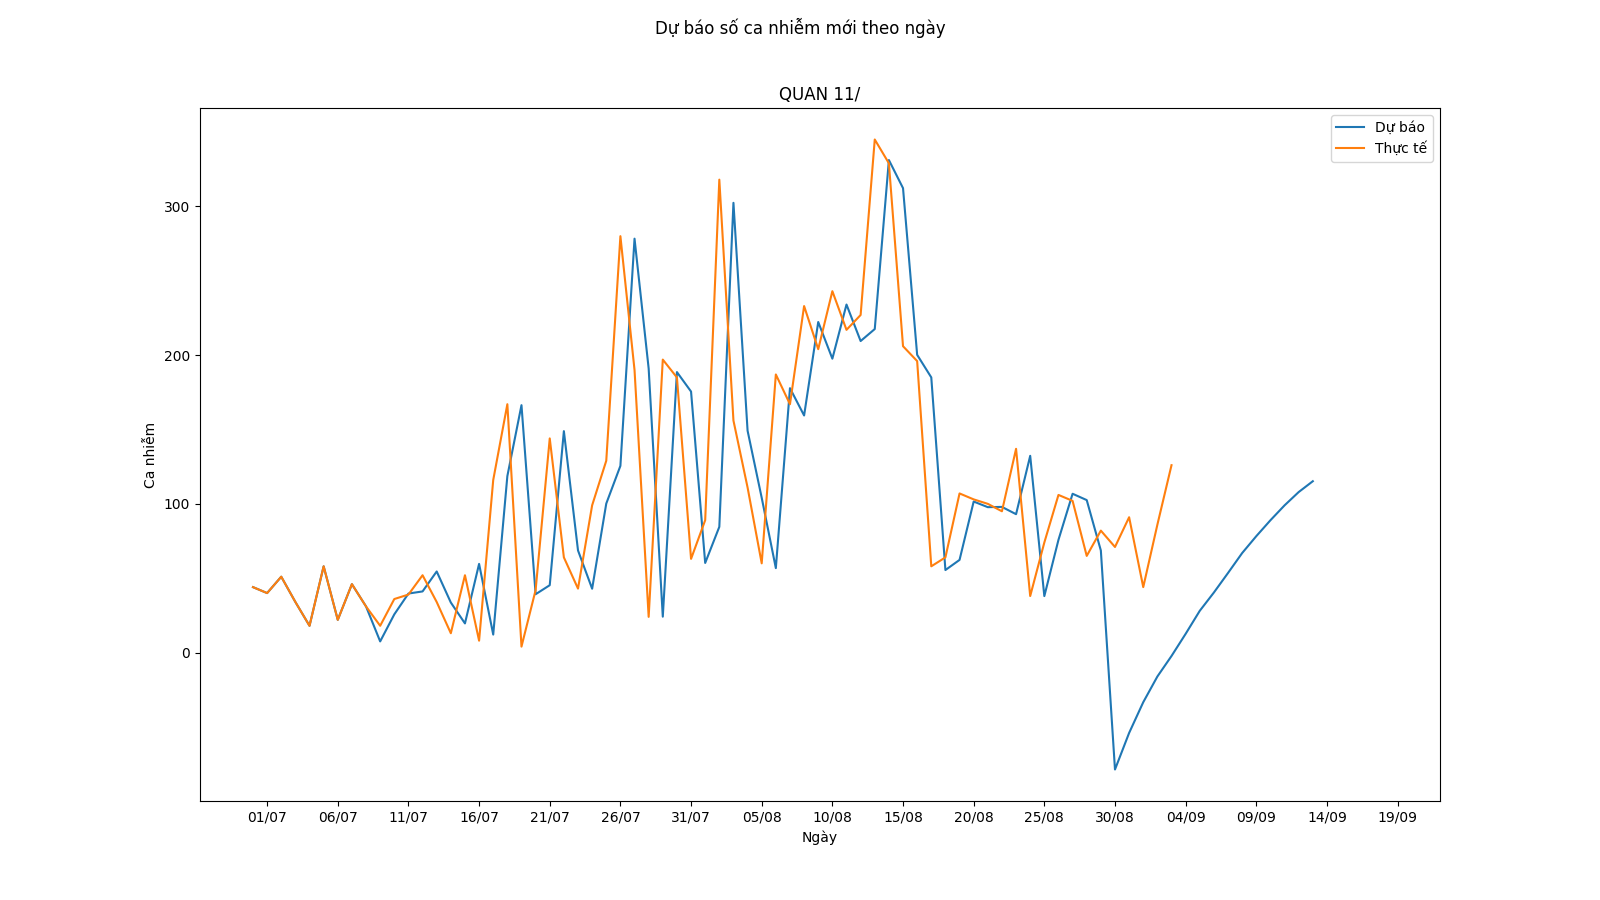 Dự báo số ca nhiễm mới theo ngày
QUAN 11/
Dự báo
Thực tế
Ca nhiễm
300
200
100
0
01/07 06/07 11/07 16/07 21/07 26/07 31/07 05/08 10/08 15/08 20/08 25/08 30/08 04/09 09/09 14/09 19/09
Ngày